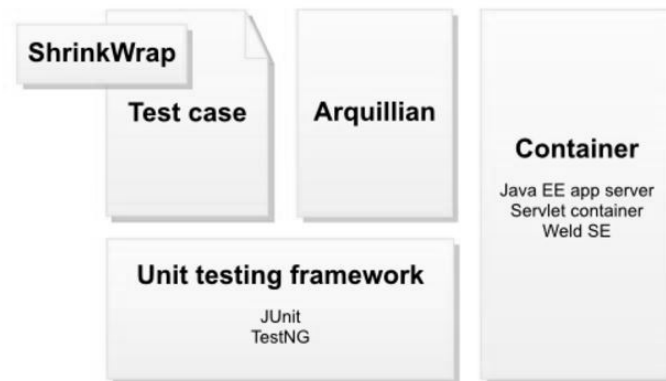 ShrinkWrap
Test case
Arquillian
Container
Java EE app server
Servlet container
Weld SE
Unit testing framework
JUnit
TestNG